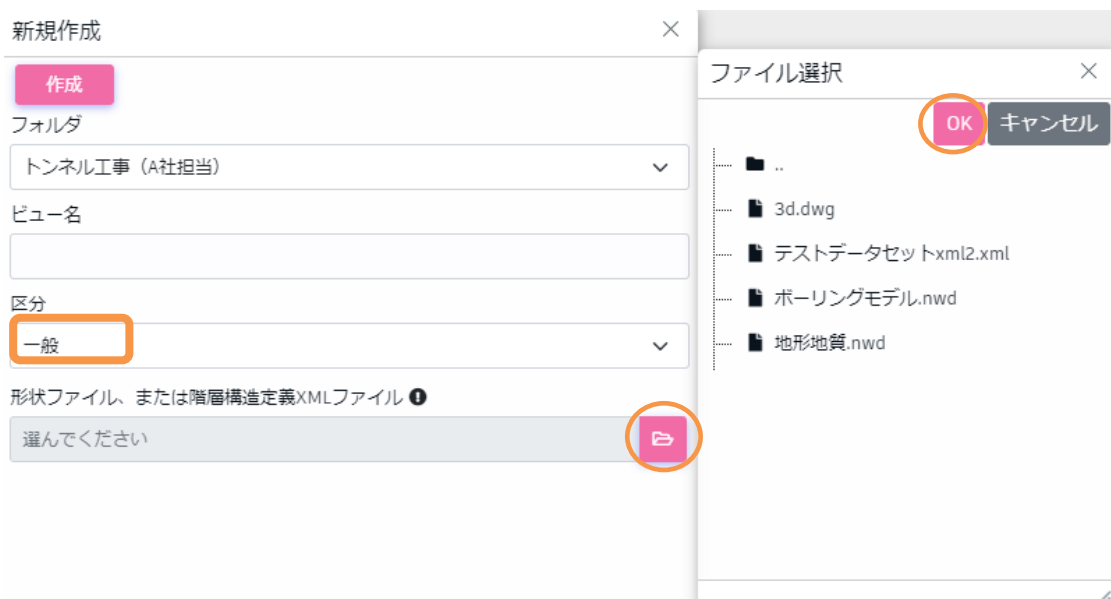 新規作成
作成
フォルダ
トンネル工事（A社担当）
ビュー名
区分
一般
形状ファイル、または階層構造定義XMLファイル
選んでください
ファイル選択
OK キャンセル
..
3d.dwg
テストデータセットxml2.xml
ボーリングモデル.nwd
地形地質.nwd